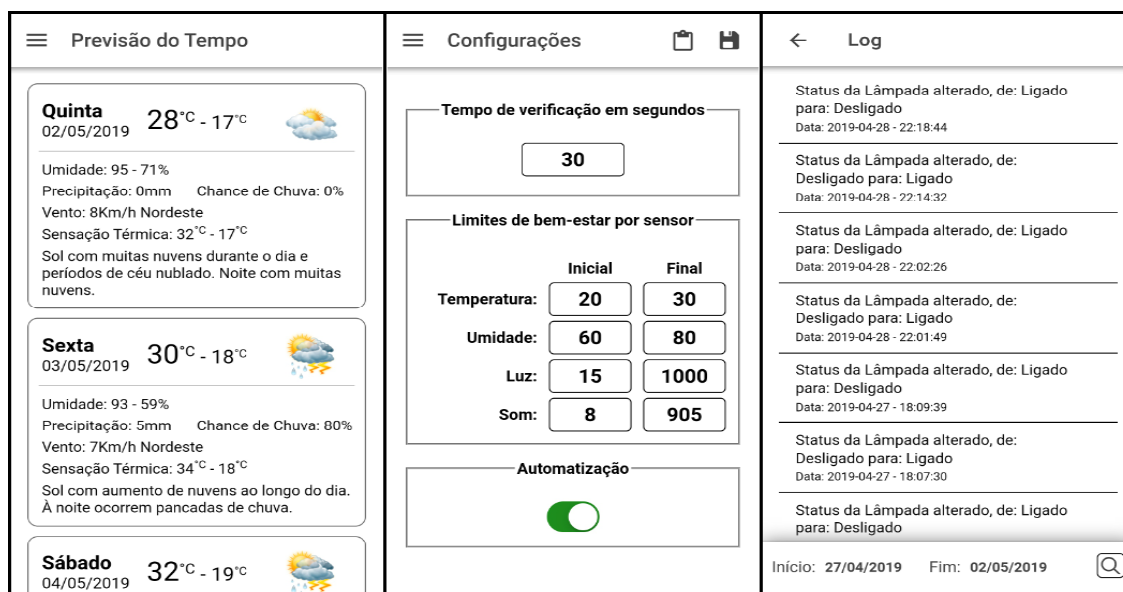 Previsão do Tempo
Quinta
02/05/2019
28°C - 17°C
Umidade: 95 - 71%
Precipitação: 0mm Chance de Chuva: 0%
Vento: 8Km/h Nordeste
Sensação Térmica: 32°C - 17°C
Sol com muitas nuvens durante o dia e
períodos de céu nublado. Noite com muitas
nuvens.
Sexta
03/05/2019
30°C - 18°C
Umidade: 93 - 59%
Precipitação: 5mm Chance de Chuva: 80%
Vento: 7Km/h Nordeste
Sensação Térmica: 34°C - 18°C
Sol com aumento de nuvens ao longo do dia.
À noite ocorrem pancadas de chuva.
Sábado
04/05/2019
32°C - 19°C
Configurações
Tempo de verificação em segundos
30
Limites de bem-estar por sensor
Inicial Final
Temperatura: 20 30
Umidade: 60 80
Luz: 15 1000
Som: 8 905
Automatização
Log
Status da Lâmpada alterado, de: Ligado
para: Desligado
Data: 2019-04-28 - 22:18:44
Status da Lâmpada alterado, de:
Desligado para: Ligado
Data: 2019-04-28 - 22:14:32
Status da Lâmpada alterado, de: Ligado
para: Desligado
Data: 2019-04-28 - 22:02:26
Status da Lâmpada alterado, de:
Desligado para: Ligado
Data: 2019-04-28 - 22:01:49
Status da Lâmpada alterado, de: Ligado
para: Desligado
Data: 2019-04-27 - 18:09:39
Status da Lâmpada alterado, de:
Desligado para: Ligado
Data: 2019-04-27 - 18:07:30
Status da Lâmpada alterado, de: Ligado
para: Desligado
Início: 27/04/2019 Fim: 02/05/2019